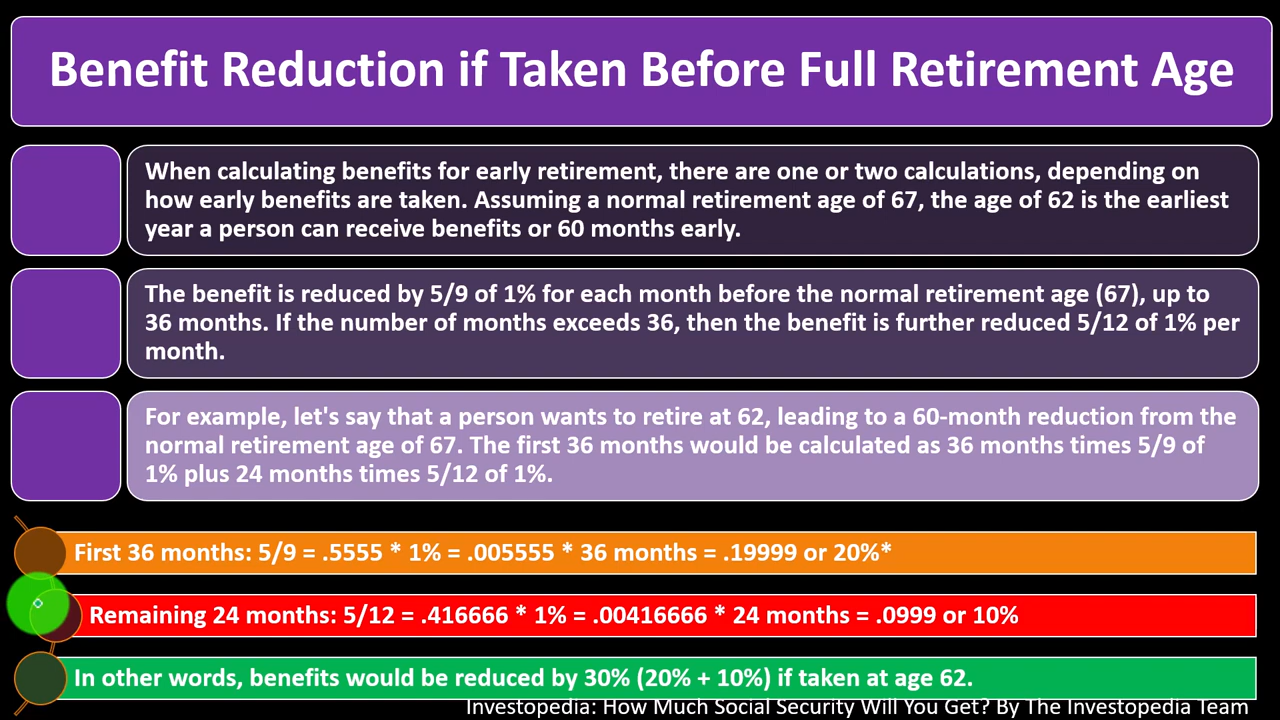 Benefit Reduction if Taken Before Full Retirement Age
When calculating benefits for early retirement, there are one or two calculations, depending on
how early benefits are taken. Assuming a normal retirement age of 67, the age of 62 is the earliest
year a person can receive benefits or 60 months early.
The benefit is reduced by 5/9 of 1% for each month before the normal retirement age (67), up to
36 months. If the number of months exceeds 36, then the benefit is further reduced 5/12 of 1% per
month.
For example, let's say that a person wants to retire at 62, leading to a 60-month reduction from the
normal retirement age of 67. The first 36 months would be calculated as 36 months times 5/9 of
1% plus 24 months times 5/12 of 1%.
First 36 months: 5/9 = .5555 * 1% = .005555 * 36 months = .19999 or 20%*
Remaining 24 months: 5/12 = .416666 * 1% = .00416666 * 24 months = .0999 or 10%
In other words, benefits would be reduced by 30% (20% + 10%) if taken at age 62.
Investopedia: How Much Social Security Will You Get? By The Investopedia Team